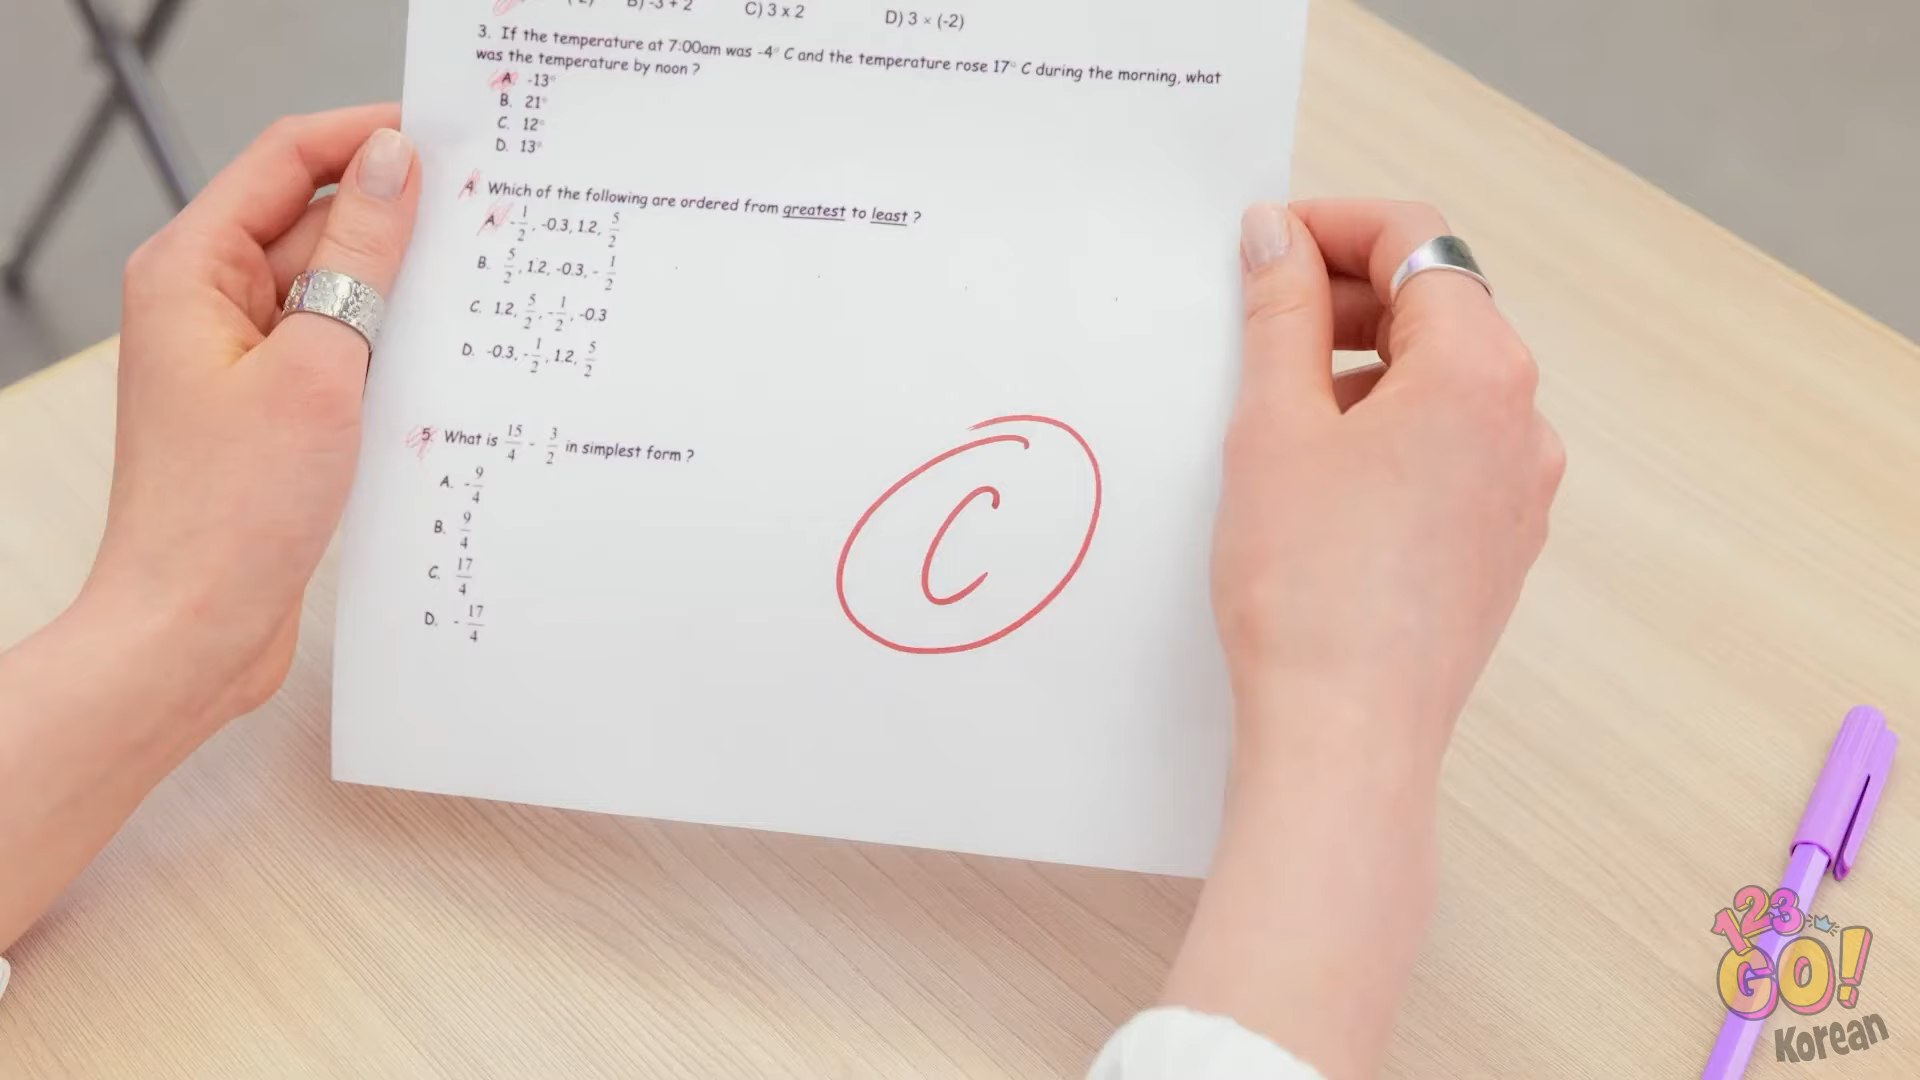 B) -3 + 2 C) 3 x 2 D) 3 × (-2)
3. If the temperature at 7:00am was -4° C and the temperature rose 17° C during the morning, what
was the temperature by noon ?
A. -13°
B. 21°
C. 12°
D. 13°
4. Which of the following are ordered from greatest to least ?
A. -1/2, -0.3, 1.2, 5/2
B. 5/2, 1.2, -0.3, -1/2
C. 1.2, 5/2, -1/2, -0.3
D. -0.3, -1/2, 1.2, 5/2
5. What is 15/4 - 3/2 in simplest form ?
A. -9/4
B. 9/4
C. 17/4
D. -17/4
C
123
GO!
Korean